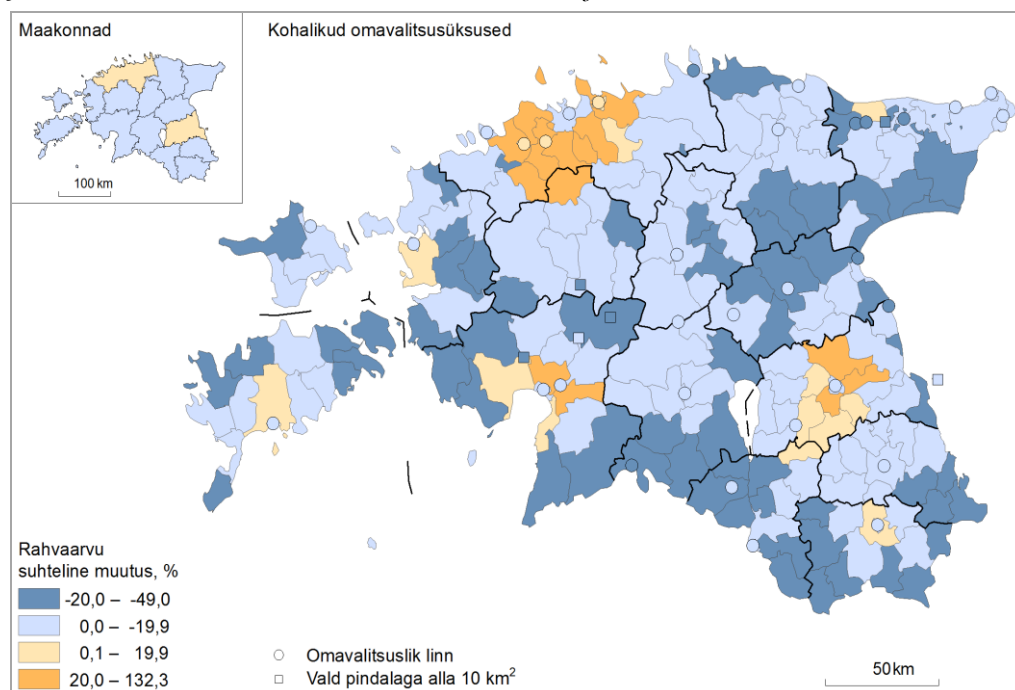 Maakonnad
Kohalikud omavalitsusüksused
100 km
Rahvaarvu
suhteline muutus, %
-20,0 – -49,0
0,0 – -19,9
0,1 – 19,9
20,0 – 132,3
Omavalitsuslik linn
Vald pindalaga alla 10 km²
50 km